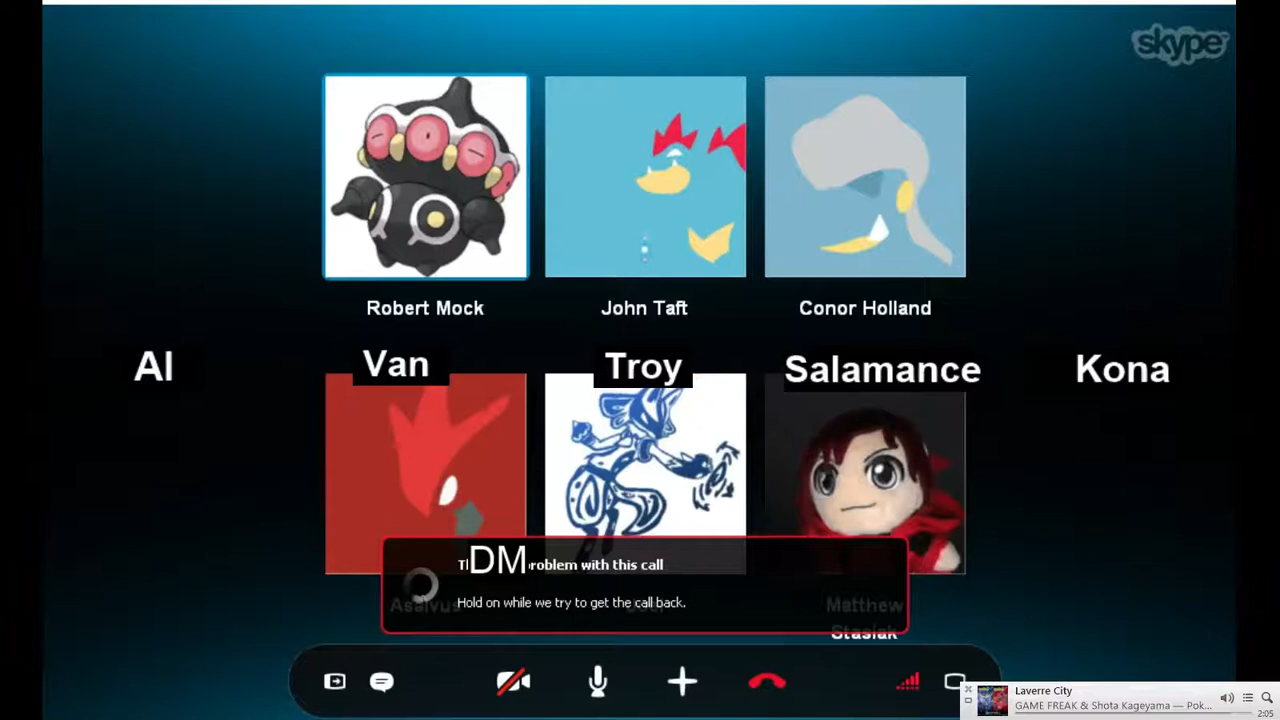 skype
Robert Mock
John Taft
Conor Holland
Al
Van
Troy
Salamance
Kona
DM
problem with this call
Hold on while we try to get the call back.
Matthew
Stasiak
Laverre City
GAME FREAK & Shota Kageyama — Pok...
2:05